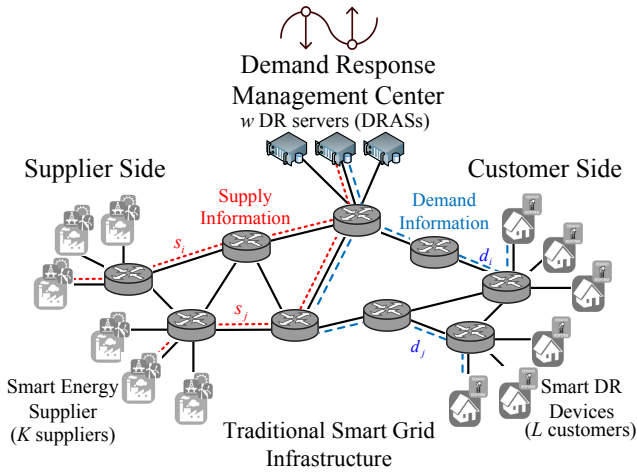 Demand Response
Management Center
w DR servers (DRASs)
Supplier Side
Customer Side
Supply
Information
Demand
Information
s_i
d_i
s_j
d_j
Smart Energy
Supplier
(K suppliers)
Smart DR
Devices
(L customers)
Traditional Smart Grid
Infrastructure